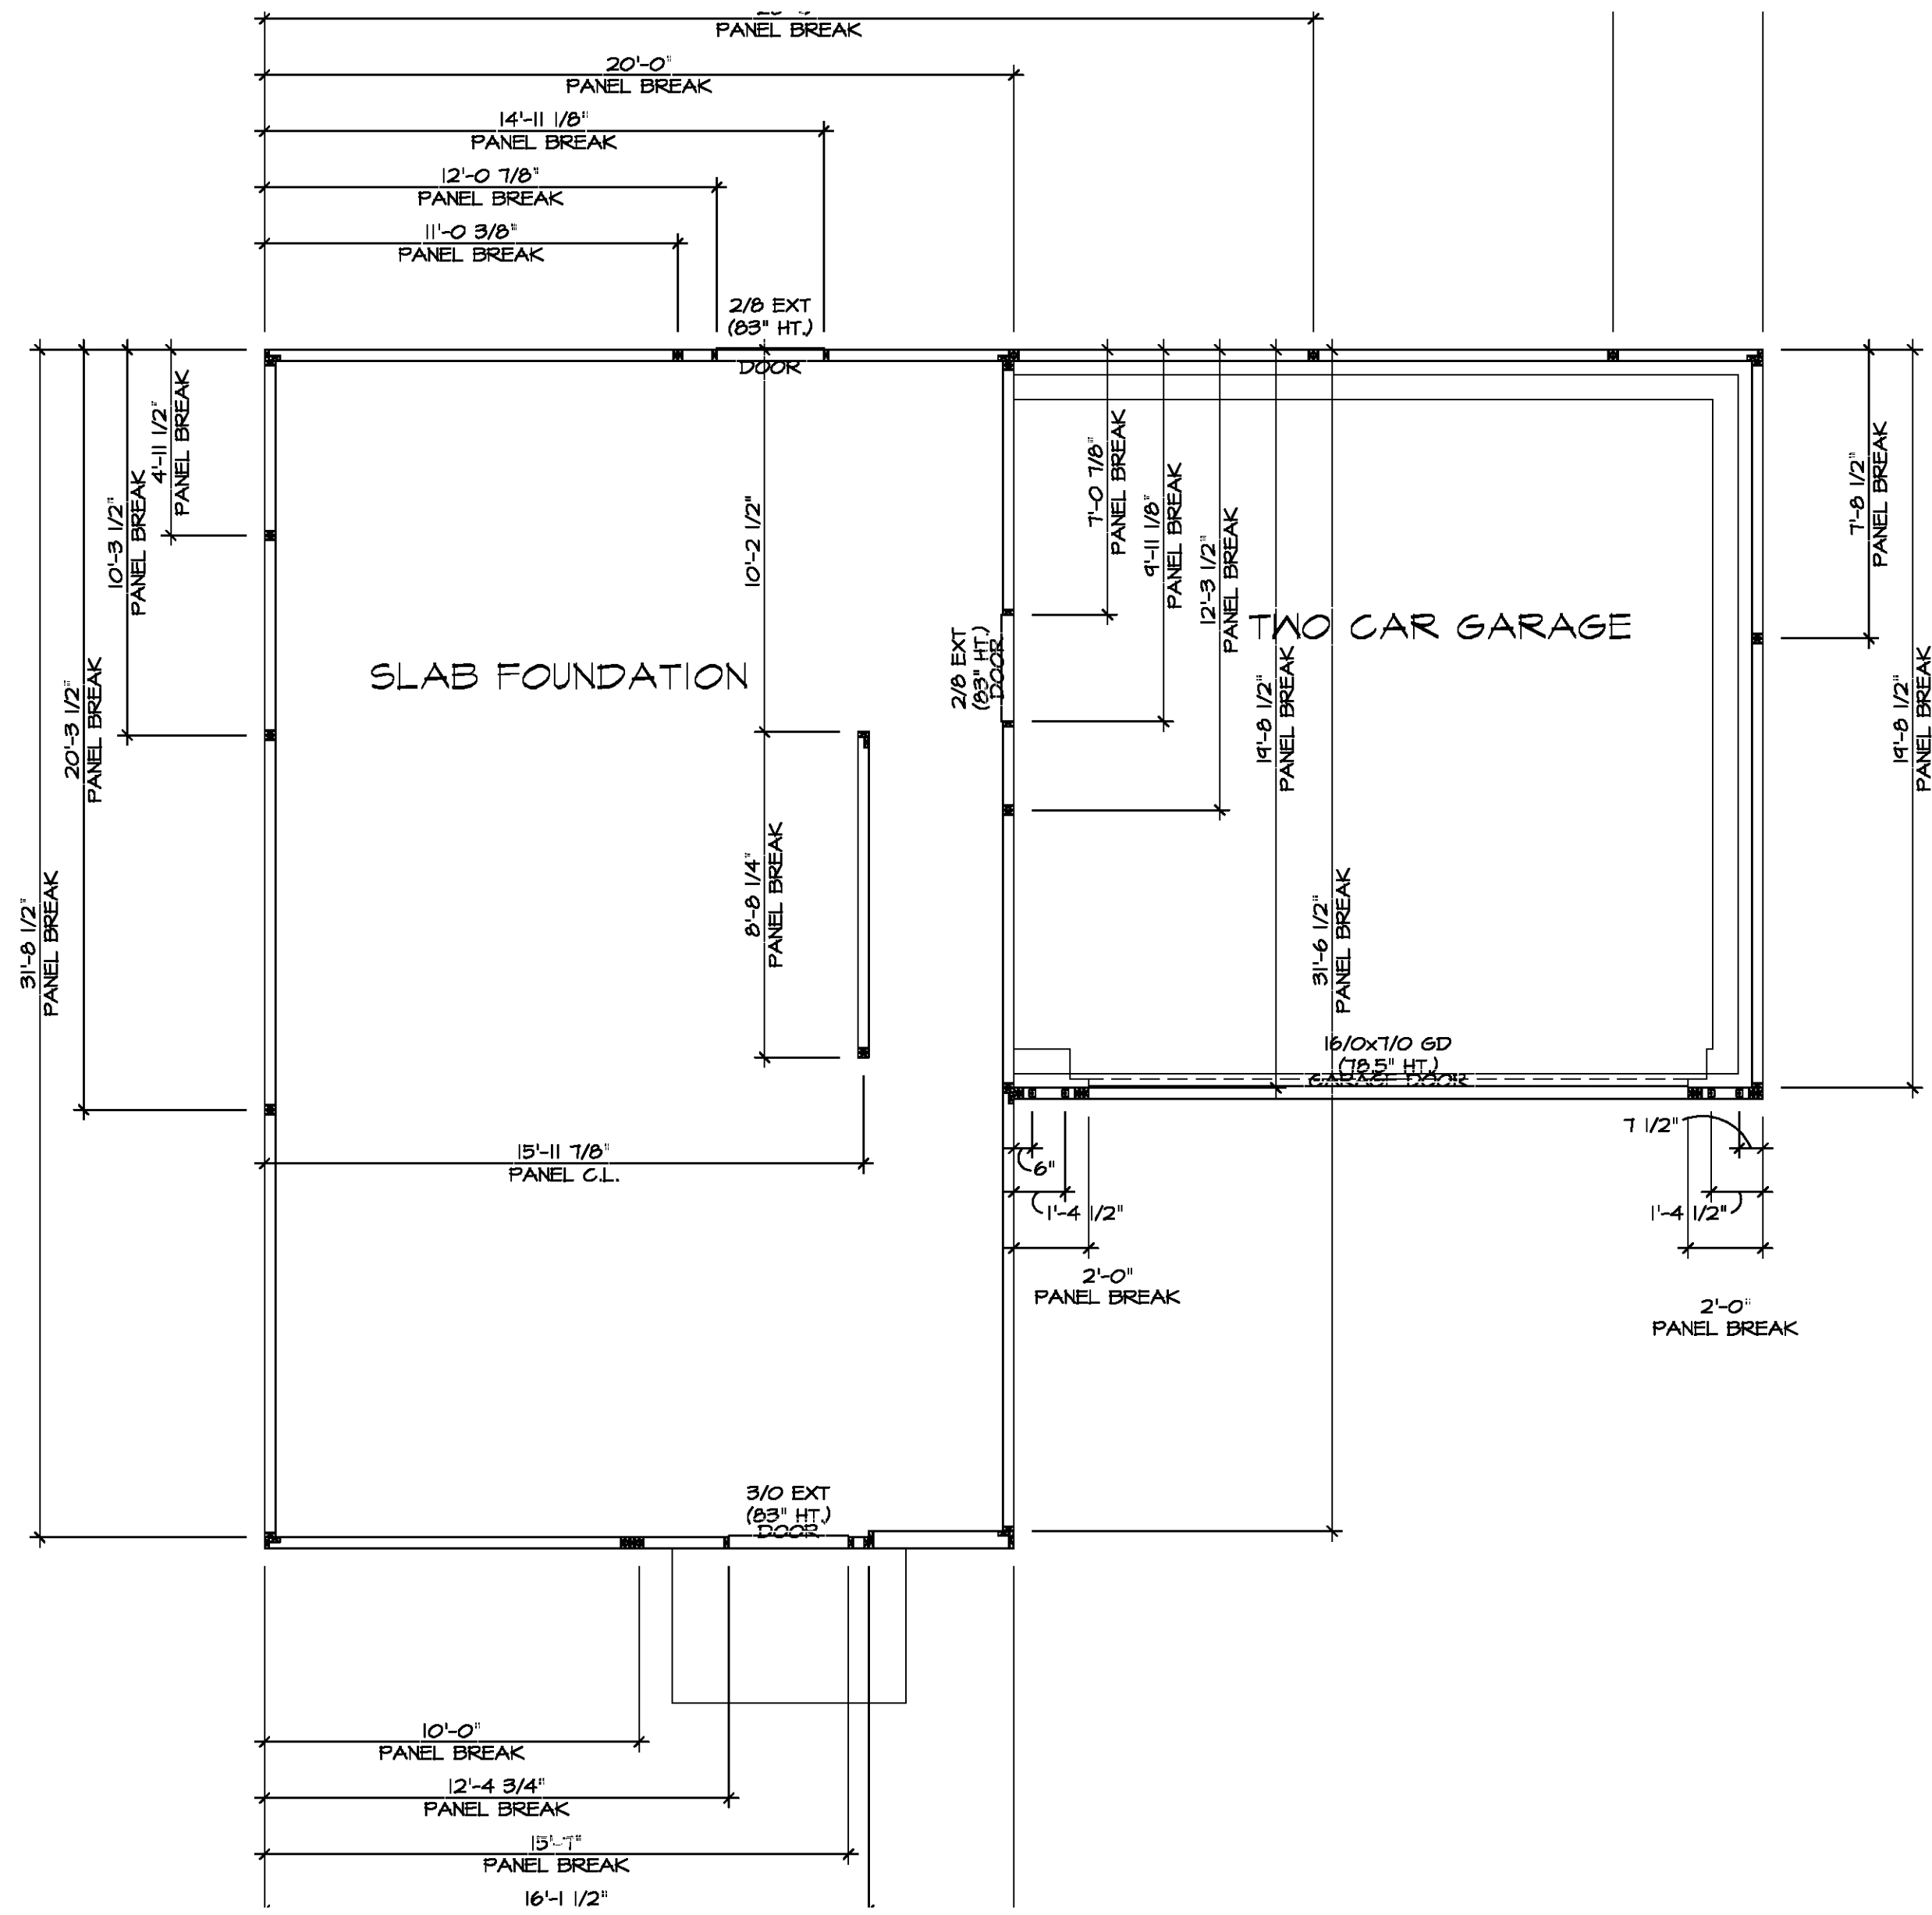 PANEL BREAK
20'-0"
PANEL BREAK
14'-11 1/8"
PANEL BREAK
12'-0 7/8"
PANEL BREAK
11'-0 3/8"
PANEL BREAK
2/8 EXT
(83" HT.)
DOOR
4'-11 1/2"
PANEL BREAK
10'-3 1/2"
PANEL BREAK
20'-3 1/2"
PANEL BREAK
31'-8 1/2"
PANEL BREAK
10'-2 1/2"
8'-8 1/4"
PANEL BREAK
SLAB FOUNDATION
2/8 EXT
(83" HT.)
DOOR
7'-0 7/8"
PANEL BREAK
9'-11 1/8"
PANEL BREAK
12'-3 1/2"
PANEL BREAK
19'-8 1/2"
PANEL BREAK
31'-6 1/2"
PANEL BREAK
TWO CAR GARAGE
7'-8 1/2"
PANEL BREAK
19'-8 1/2"
PANEL BREAK
16/0x7/0 GD
(78.5" HT.)
GARAGE DOOR
15'-11 7/8"
PANEL C.L.
6"
1'-4 1/2"
2'-0"
PANEL BREAK
7 1/2"
1'-4 1/2"
2'-0"
PANEL BREAK
3/0 EXT
(83" HT.)
DOOR
10'-0"
PANEL BREAK
12'-4 3/4"
PANEL BREAK
15'-7"
PANEL BREAK
16'-1 1/2"